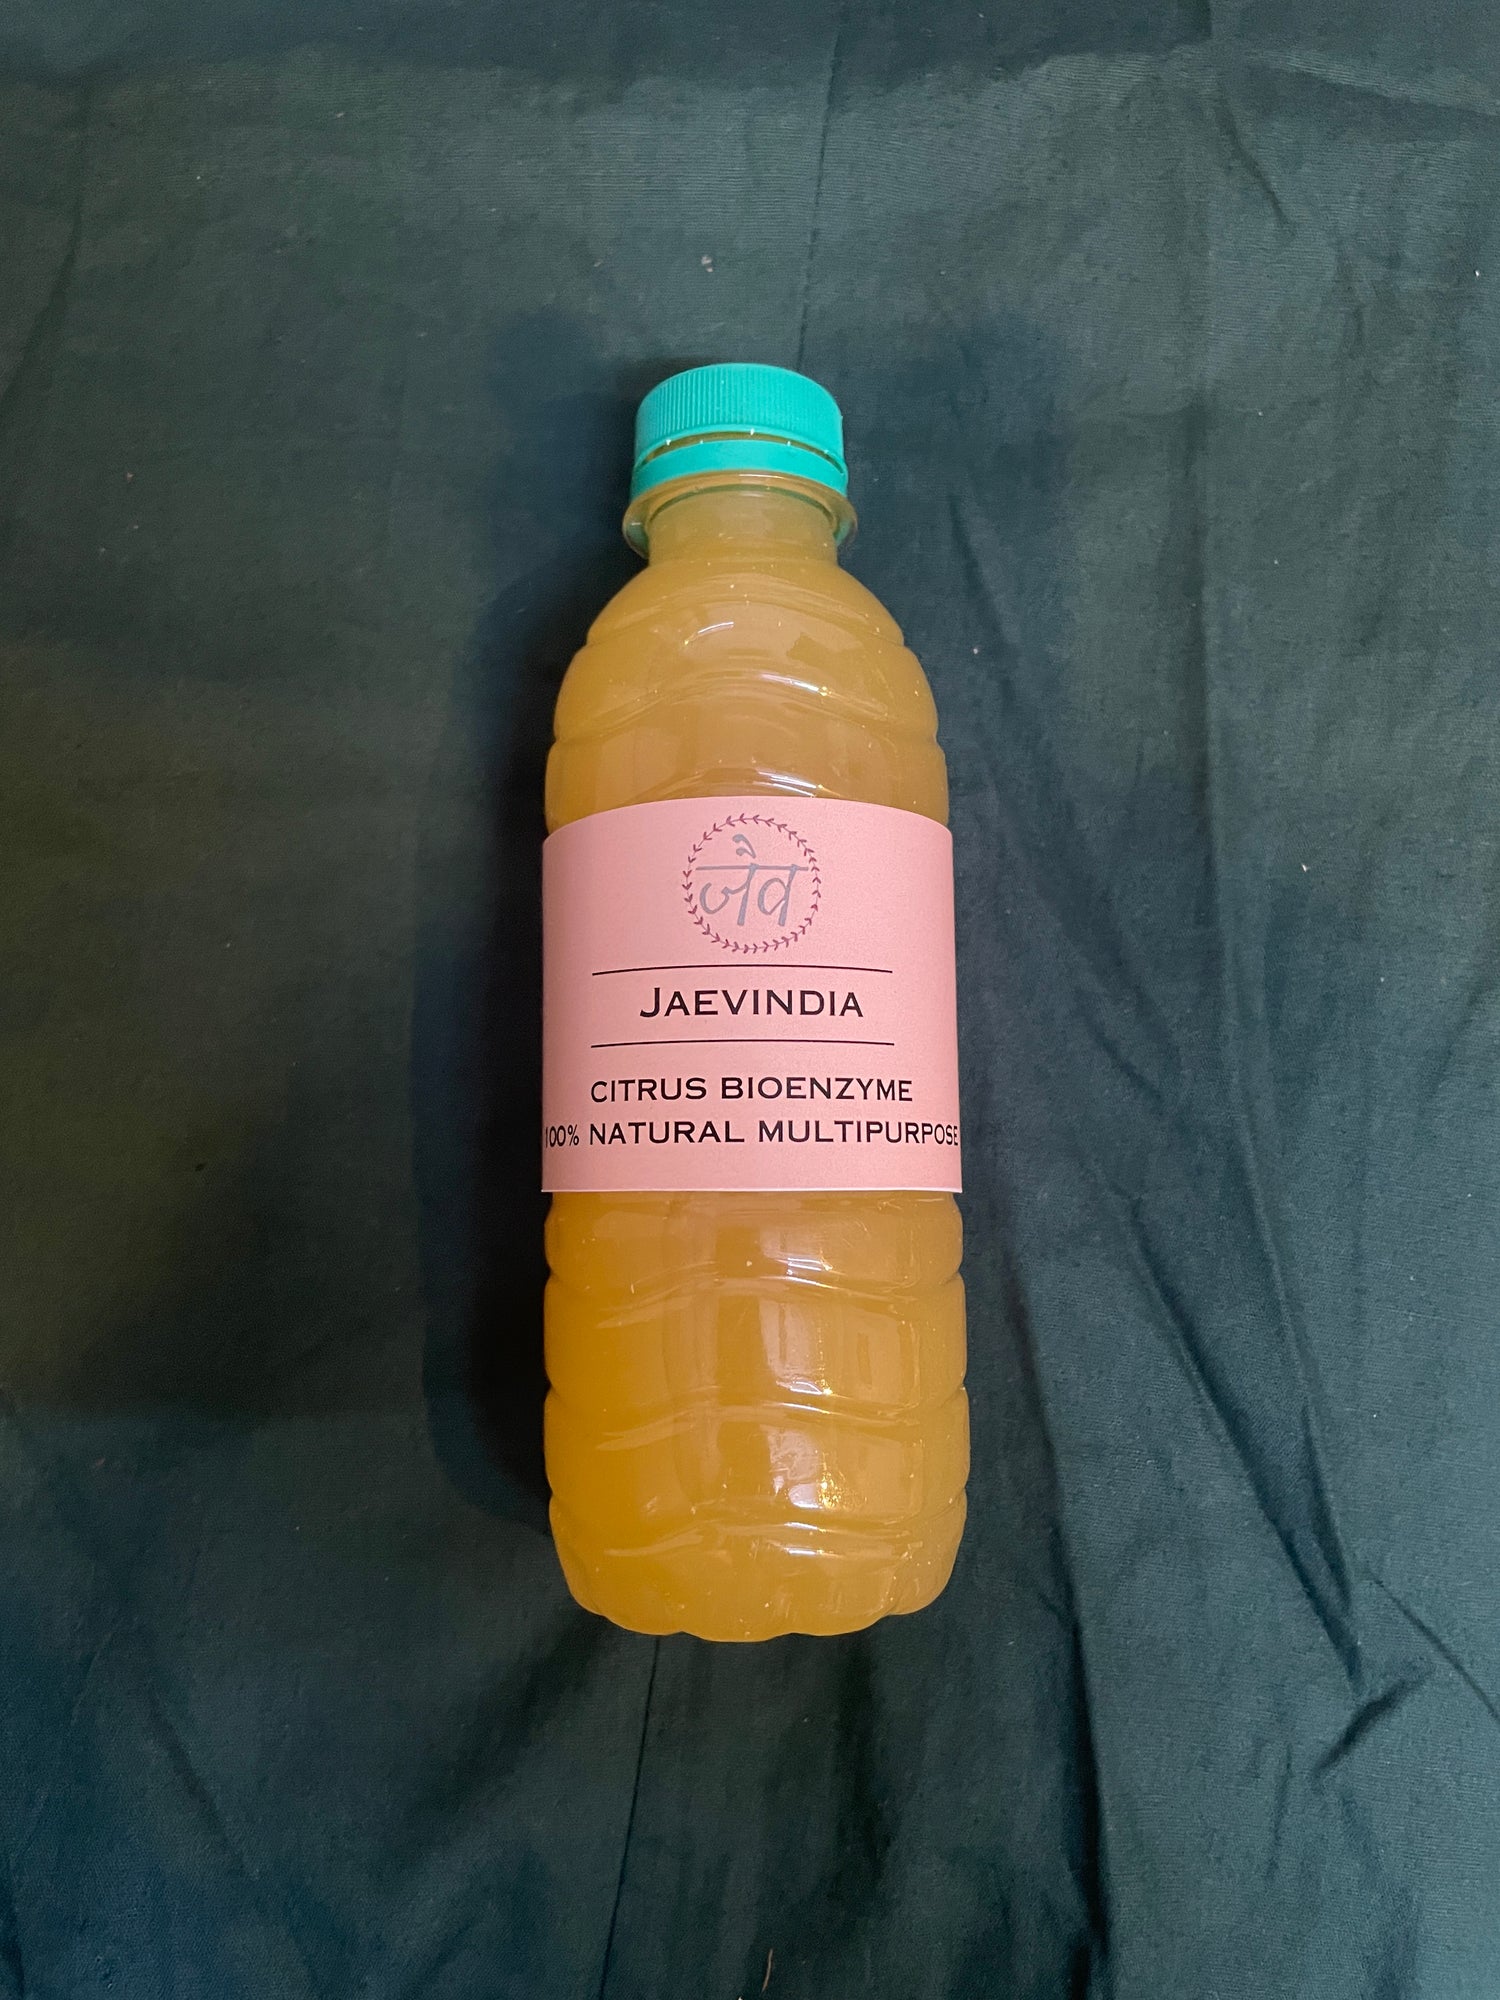 जैव
JAEVINDIA
CITRUS BIOENZYME
100% NATURAL MULTIPURPOSE